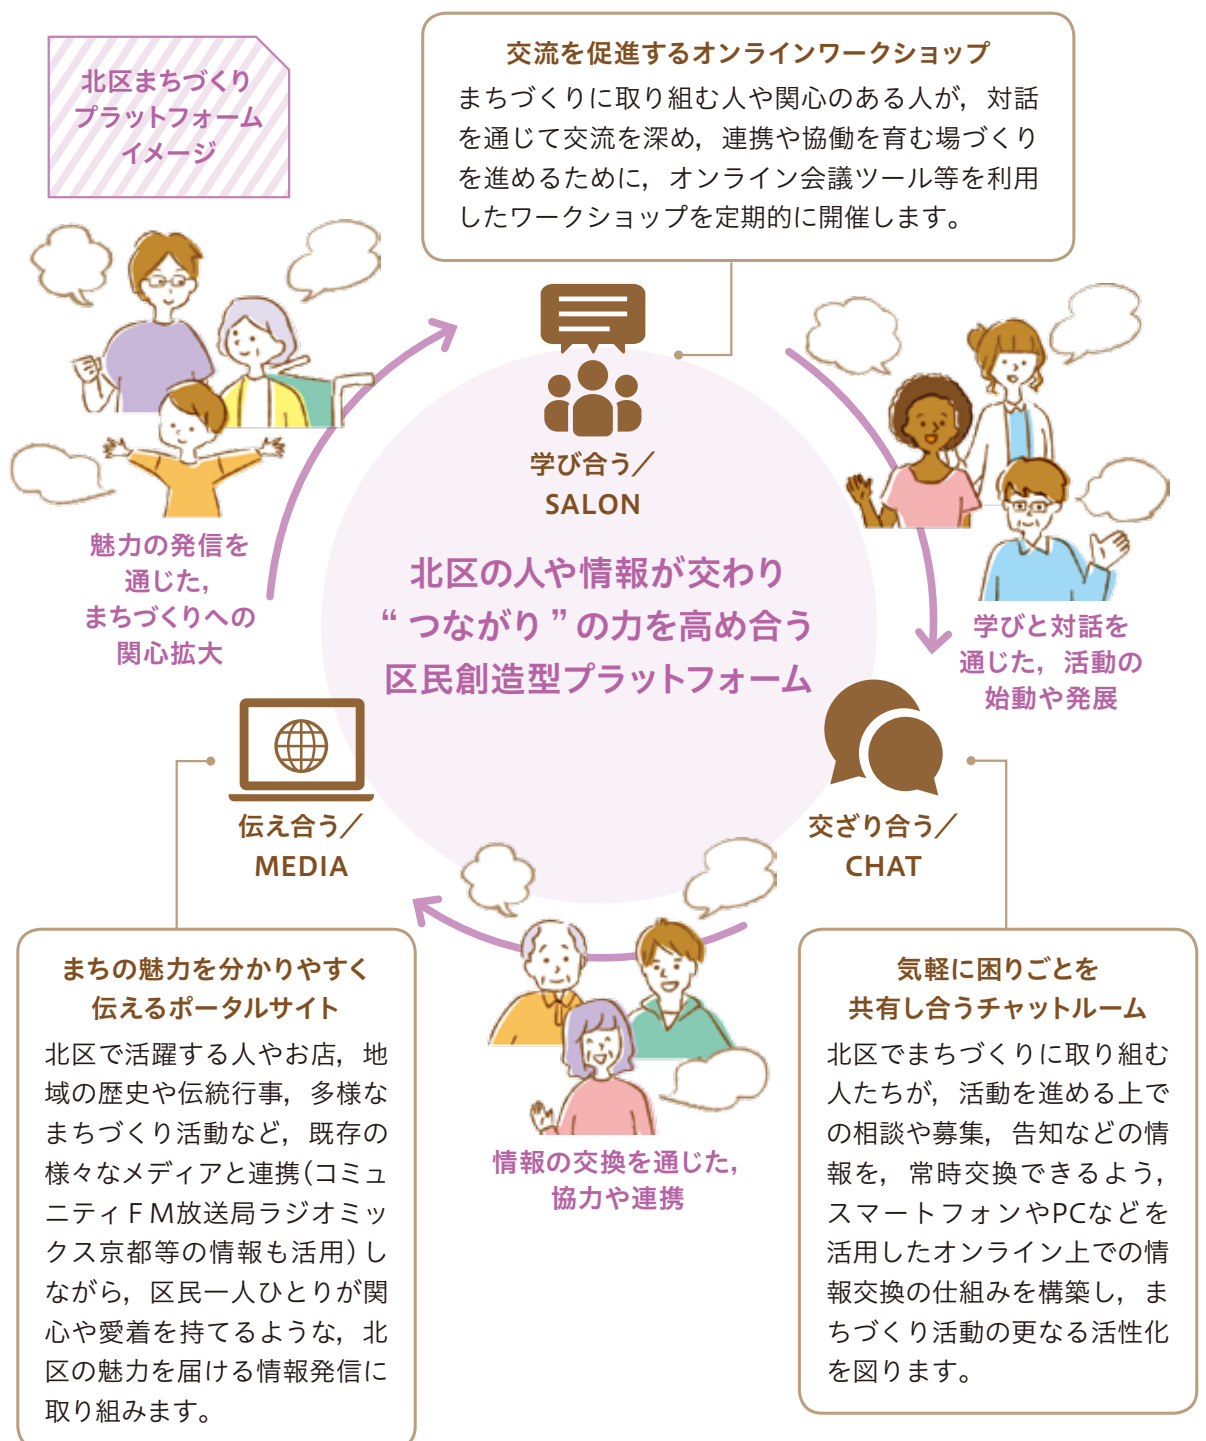 北区まちづくり
プラットフォーム
イメージ
交流を促進するオンラインワークショップ
まちづくりに取り組む人や関心のある人が，対話
を通じて交流を深め，連携や協働を育む場づくり
を進めるために，オンライン会議ツール等を利用
したワークショップを定期的に開催します。
学び合う／
SALON
魅力の発信を
通じた，
まちづくりへの
関心拡大
北区の人や情報が交わり
“つながり”の力を高め合う
区民創造型プラットフォーム
学びと対話を
通じた，活動の
始動や発展
伝え合う／
MEDIA
交ざり合う／
CHAT
まちの魅力を分かりやすく
伝えるポータルサイト
北区で活躍する人やお店，地
域の歴史や伝統行事，多様な
まちづくり活動など，既存の
様々なメディアと連携（コミュ
ニティＦＭ放送局ラジオミッ
クス京都等の情報も活用）し
ながら，区民一人ひとりが関
心や愛着を持てるような，北
区の魅力を届ける情報発信に
取り組みます。
情報の交換を通じた，
協力や連携
気軽に困りごとを
共有し合うチャットルーム
北区でまちづくりに取り組む
人たちが，活動を進める上で
の相談や募集，告知などの情
報を，常時交換できるよう，
スマートフォンやPCなどを
活用したオンライン上での情
報交換の仕組みを構築し，ま
ちづくり活動の更なる活性化
を図ります。